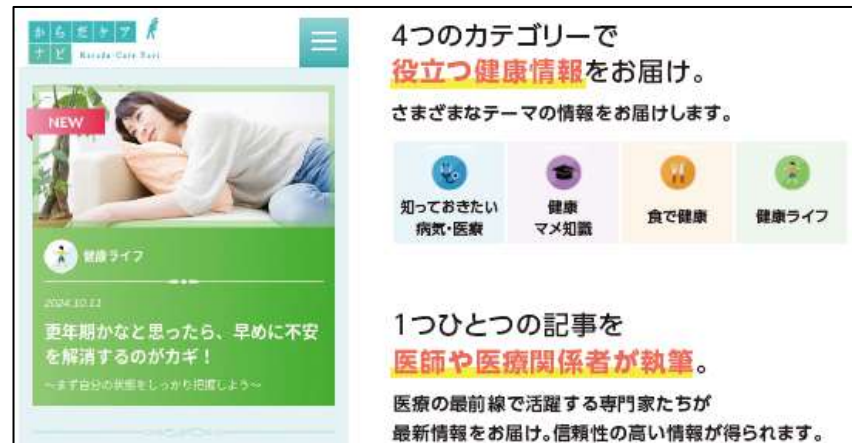 からだケア
ナビ Karada Care Navi
NEW
健康ライフ
2024.10.11
更年期かなと思ったら、早めに不安
を解消するのがカギ！
～まず自分の状態をしっかり把握しよう～
4つのカテゴリーで
役立つ健康情報をお届け。
さまざまなテーマの情報をお届けします。
知っておきたい
病気・医療
健康
マメ知識
食で健康
健康ライフ
1つひとつの記事を
医師や医療関係者が執筆。
医療の最前線で活躍する専門家たちが
最新情報をお届け。信頼性の高い情報が得られます。